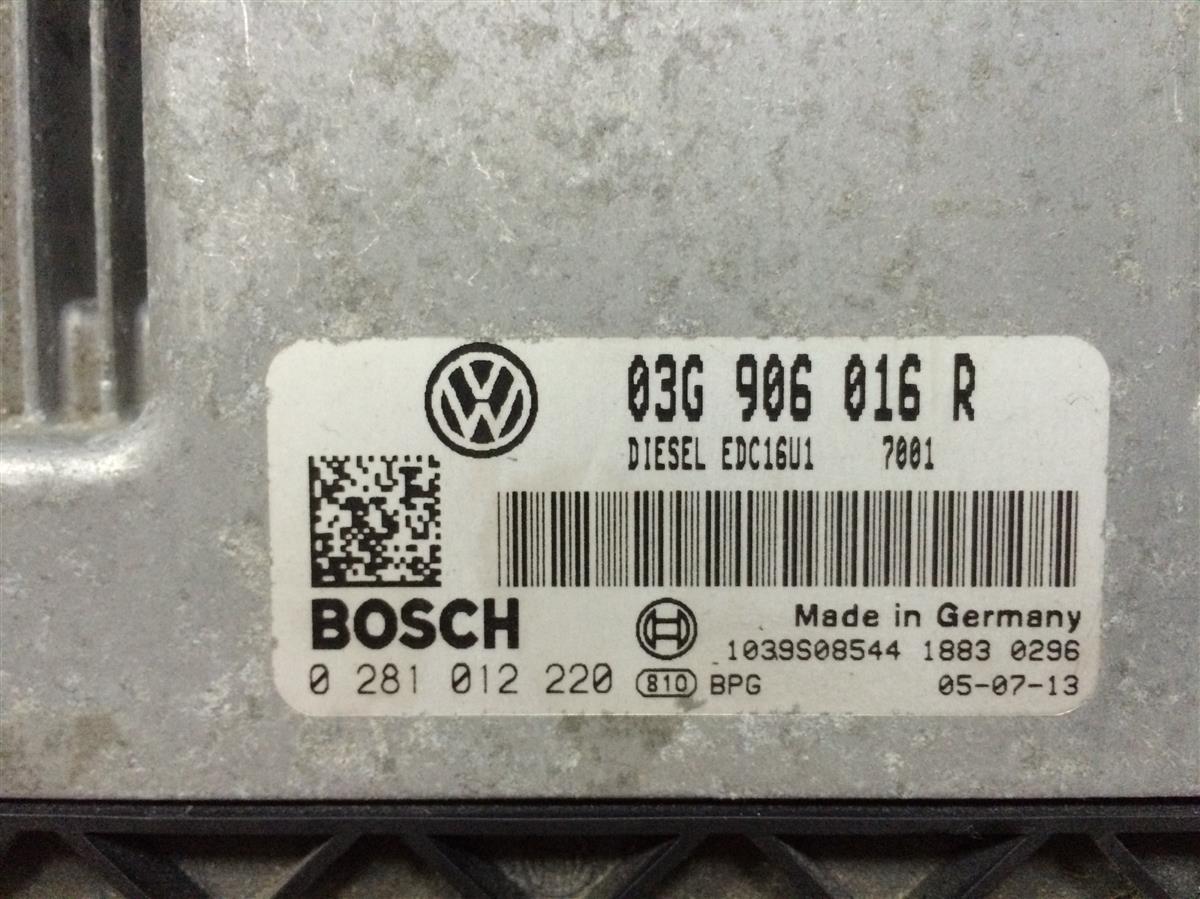 03G 906 016 R
DIESEL EDC16U1 7001
BOSCH
Made in Germany
1039S08544 1883 0296
0 281 012 220 810 BPG 05-07-13